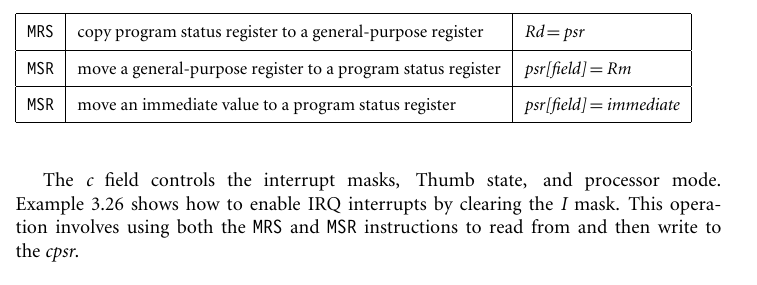 MRS copy program status register to a general-purpose register Rd = psr
MSR move a general-purpose register to a program status register psr[field] = Rm
MSR move an immediate value to a program status register psr[field] = immediate
The c field controls the interrupt masks, Thumb state, and processor mode.
Example 3.26 shows how to enable IRQ interrupts by clearing the I mask. This opera-
tion involves using both the MRS and MSR instructions to read from and then write to
the cpsr.